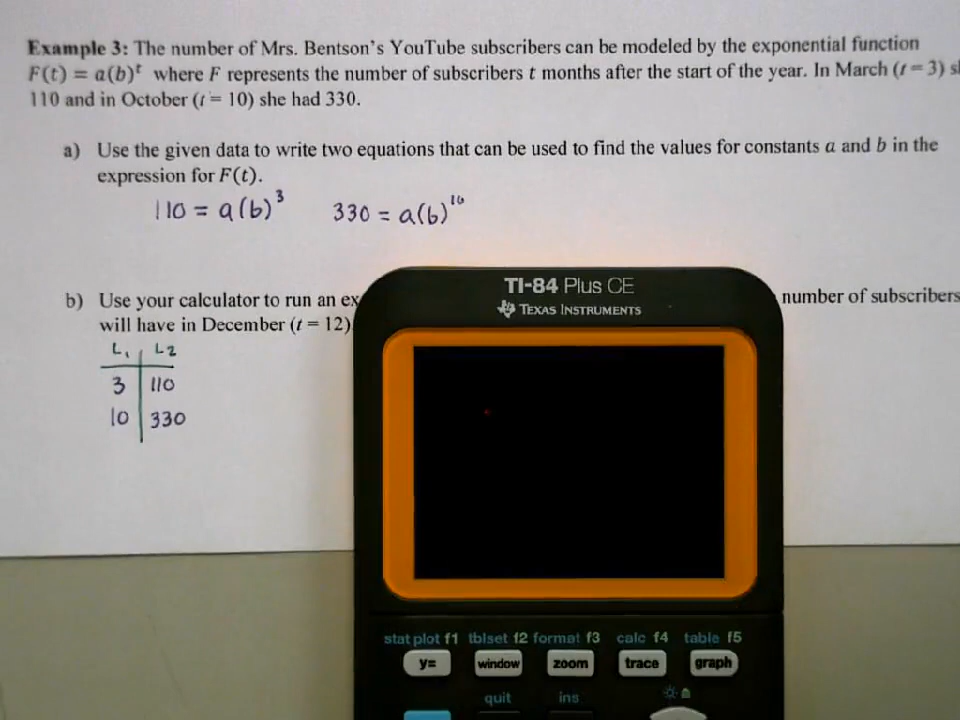 Example 3: The number of Mrs. Bentson's YouTube subscribers can be modeled by the exponential function
F(t) = a(b)^t where F represents the number of subscribers t months after the start of the year. In March (t = 3)
110 and in October (t = 10) she had 330.
a) Use the given data to write two equations that can be used to find the values for constants a and b in the
expression for F(t).
110 = a(b)^3 330 = a(b)^10
b) Use your calculator to run an number of subscribers
will have in December (t = 12)
L1 L2
3 110
10 330
TI-84 Plus CE
TEXAS INSTRUMENTS
stat plot f1 tblset f2 format f3 calc f4 table f5
y= window zoom trace graph
quit ins